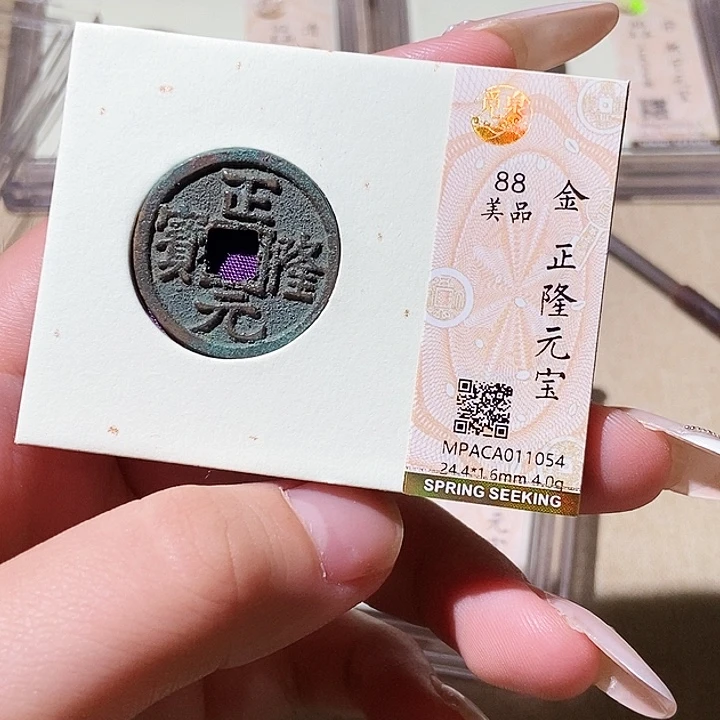 正隆元寶
88
美品
金
正隆元宝
MPACA011054
24.4*1.6mm 4.0g
SPRING SEEKING